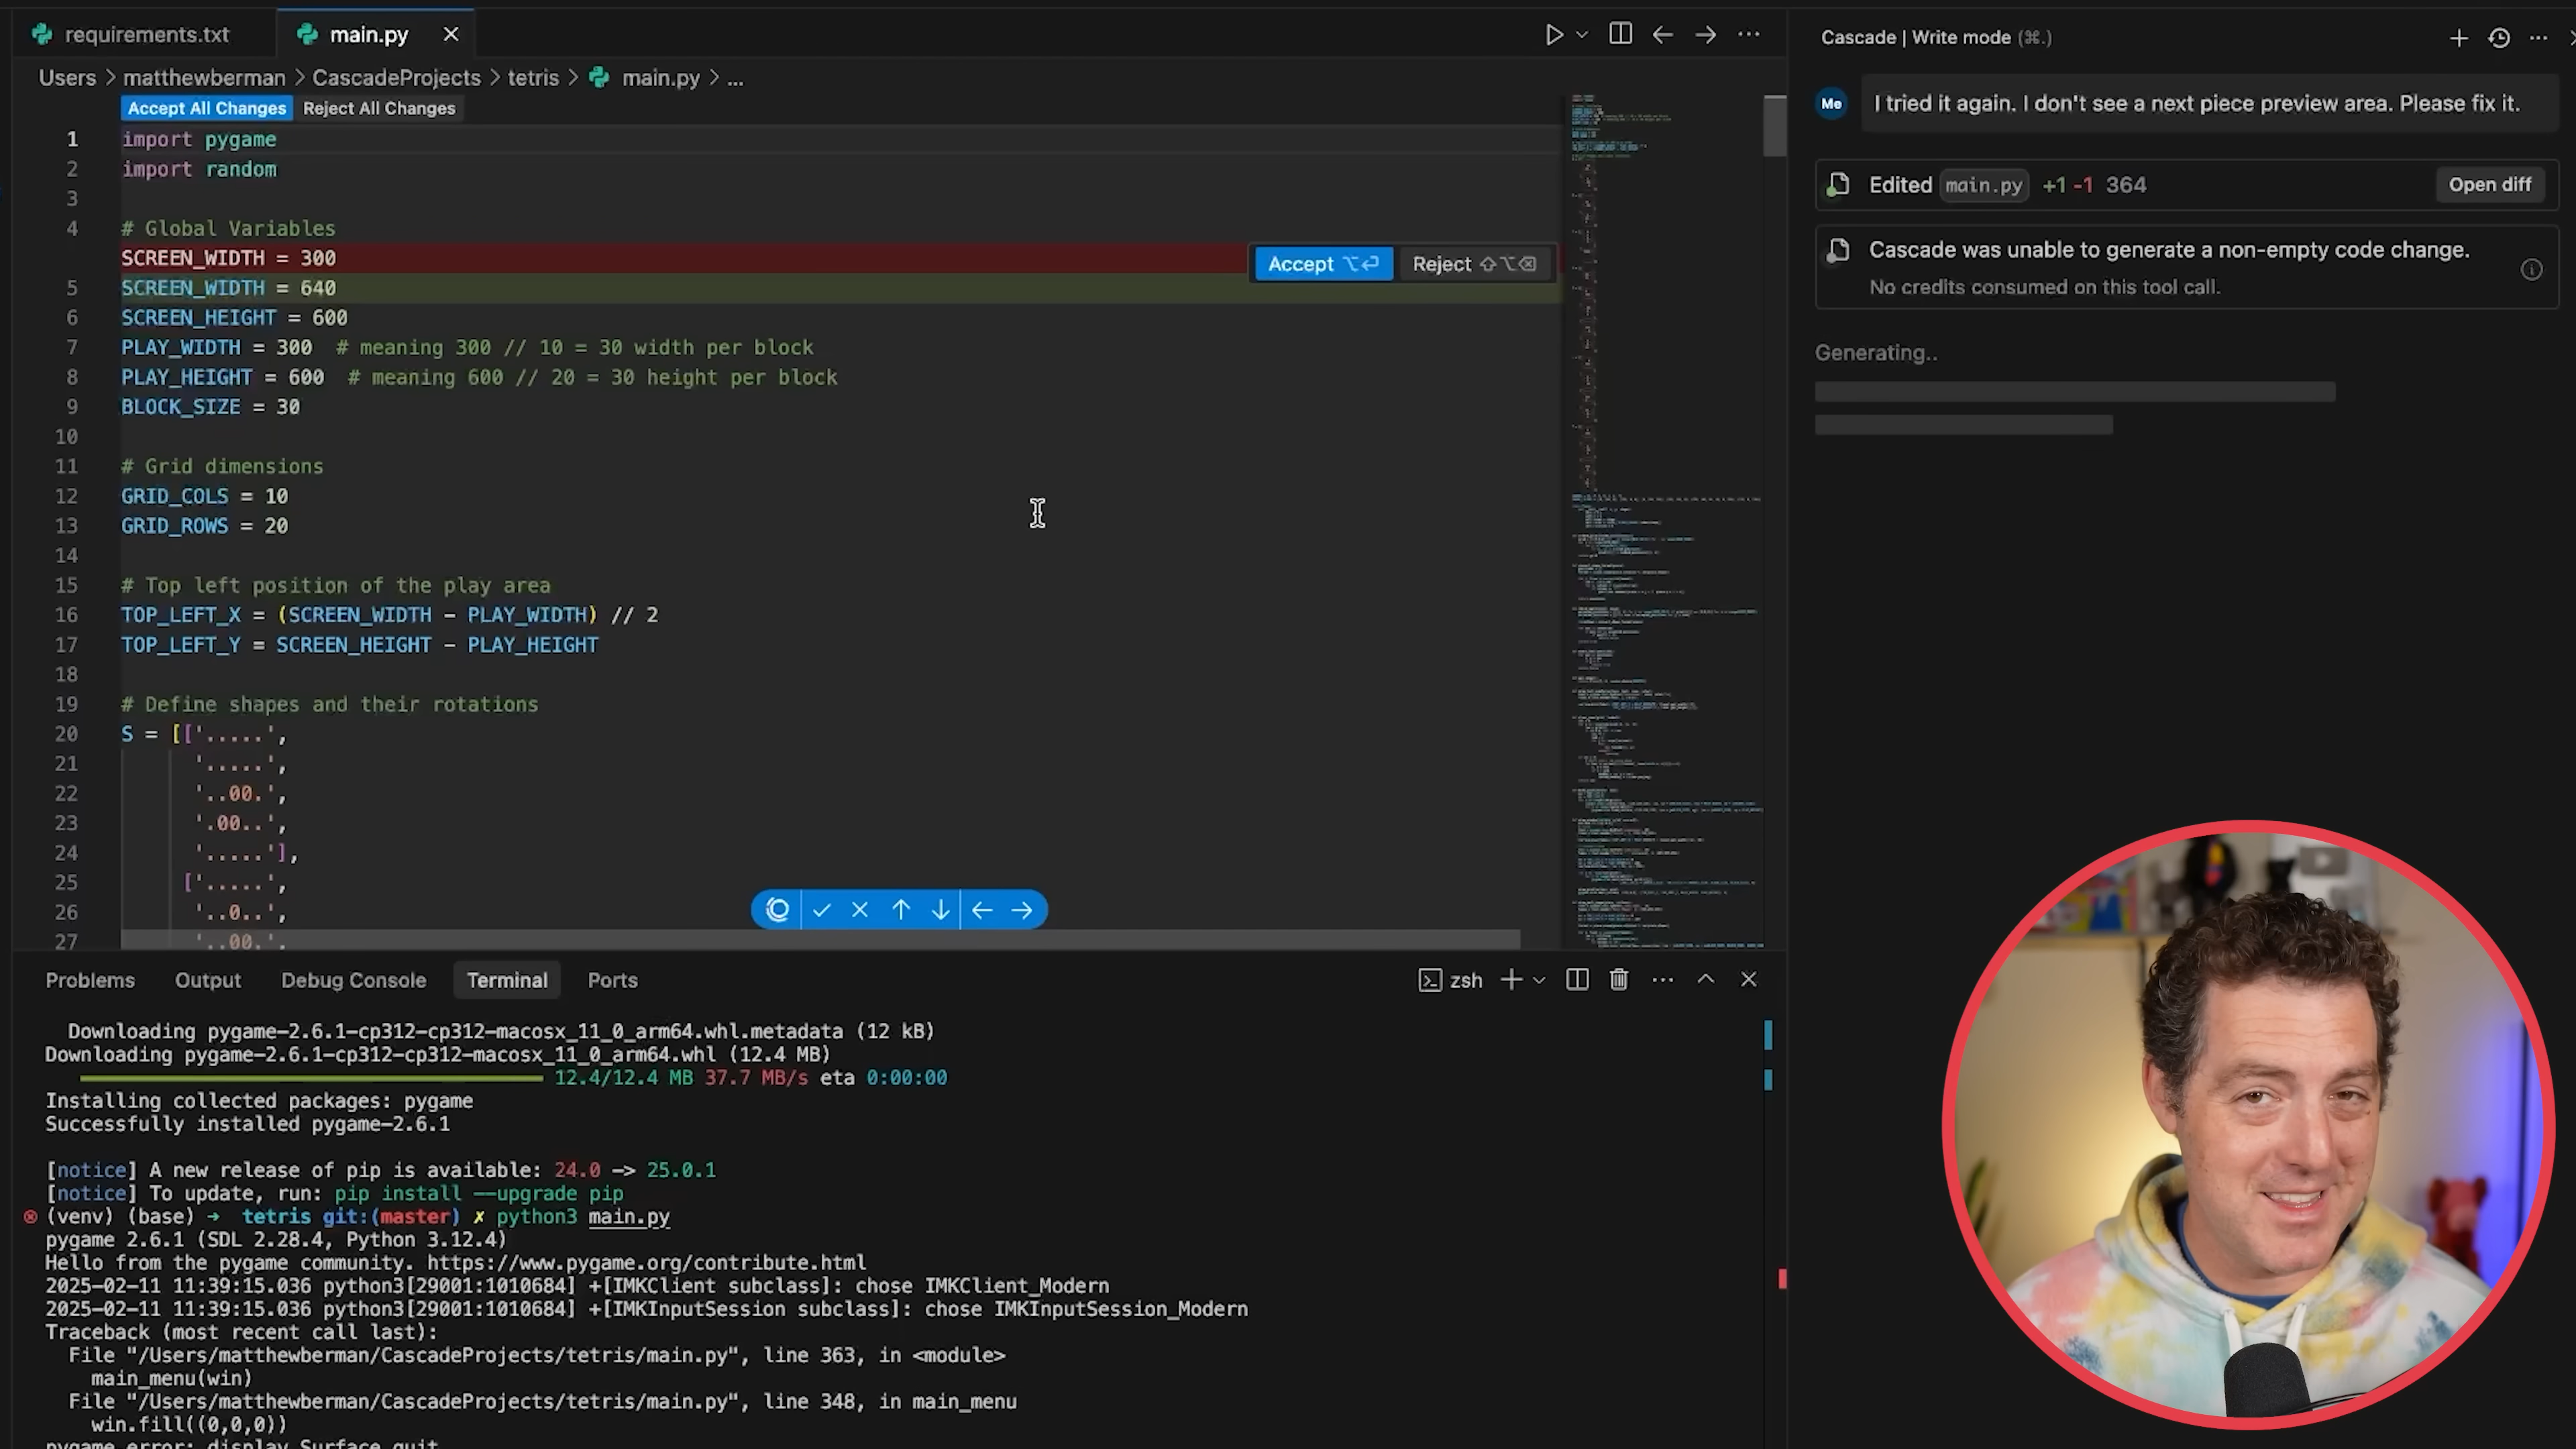 requirements.txt
main.py
Users > matthewberman > CascadeProjects > tetris > main.py > ...
Accept All Changes Reject All Changes
1 import pygame
2 import random
3
4 # Global Variables
SCREEN_WIDTH = 300
Accept Reject
5 SCREEN_WIDTH = 640
6 SCREEN_HEIGHT = 600
7 PLAY_WIDTH = 300 # meaning 300 // 10 = 30 width per block
8 PLAY_HEIGHT = 600 # meaning 600 // 20 = 30 height per block
9 BLOCK_SIZE = 30
10
11 # Grid dimensions
12 GRID_COLS = 10
13 GRID_ROWS = 20
14
15 # Top left position of the play area
16 TOP_LEFT_X = (SCREEN_WIDTH - PLAY_WIDTH) // 2
17 TOP_LEFT_Y = SCREEN_HEIGHT - PLAY_HEIGHT
18
19 # Define shapes and their rotations
20 S = [['.....',
21 '.....',
22 '..00.',
23 '.00..',
24 '.....'],
25 ['.....',
26 '..0..',
27 '..00.',
Problems Output Debug Console Terminal Ports
zsh
Downloading pygame-2.6.1-cp312-cp312-macosx_11_0_arm64.whl.metadata (12 kB)
Downloading pygame-2.6.1-cp312-cp312-macosx_11_0_arm64.whl (12.4 MB)
12.4/12.4 MB 37.7 MB/s eta 0:00:00
Installing collected packages: pygame
Successfully installed pygame-2.6.1
[notice] A new release of pip is available: 24.0 -> 25.0.1
[notice] To update, run: pip install --upgrade pip
(venv) (base) → tetris git:(master) ✗ python3 main.py
pygame 2.6.1 (SDL 2.28.4, Python 3.12.4)
Hello from the pygame community. https://www.pygame.org/contribute.html
2025-02-11 11:39:15.036 python3[29001:1010684] +[IMKClient subclass]: chose IMKClient_Modern
2025-02-11 11:39:15.036 python3[29001:1010684] +[IMKInputSession subclass]: chose IMKInputSession_Modern
Traceback (most recent call last):
File "/Users/matthewberman/CascadeProjects/tetris/main.py", line 363, in <module>
main_menu(win)
File "/Users/matthewberman/CascadeProjects/tetris/main.py", line 348, in main_menu
win.fill((0,0,0))
pygame.error: display Surface quit
Cascade | Write mode (⌘.)
Me
I tried it again. I don't see a next piece preview area. Please fix it.
Edited main.py +1 -1 364 Open diff
Cascade was unable to generate a non-empty code change.
No credits consumed on this tool call.
Generating..